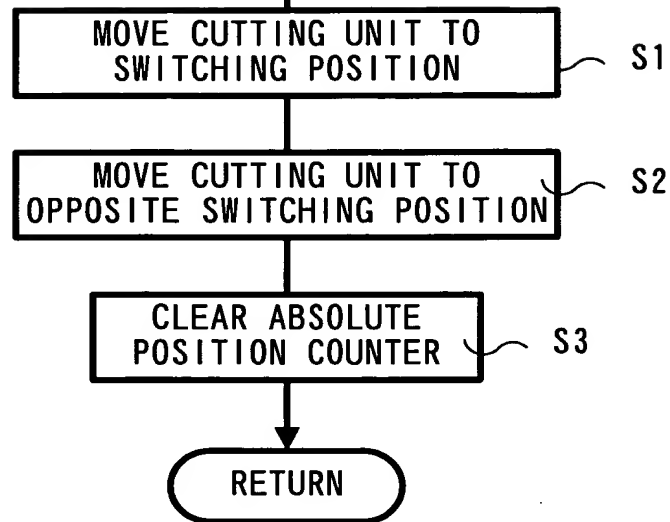 MOVE CUTTING UNIT TO
SWITCHING POSITION
S1
MOVE CUTTING UNIT TO
OPPOSITE SWITCHING POSITION
S2
CLEAR ABSOLUTE
POSITION COUNTER
S3
RETURN